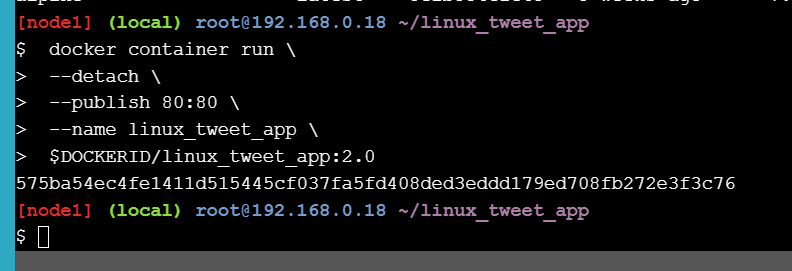 [node1] (local) root@192.168.0.18 ~/linux_tweet_app
$  docker container run \
>  --detach \
>  --publish 80:80 \
>  --name linux_tweet_app \
>  $DOCKERID/linux_tweet_app:2.0
575ba54ec4fe1411d515445cf037fa5fd408ded3eddd179ed708fb272e3f3c76
[node1] (local) root@192.168.0.18 ~/linux_tweet_app
$